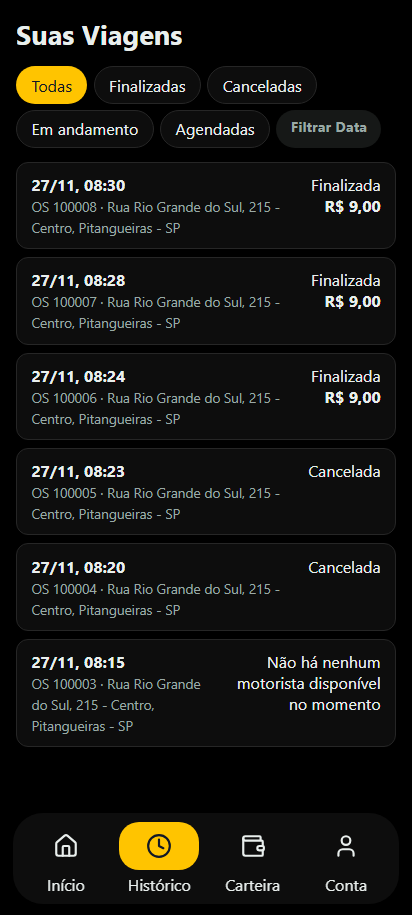 Suas Viagens
Todas
Finalizadas
Canceladas
Em andamento
Agendadas
Filtrar Data
27/11, 08:30
Finalizada
OS 100008 · Rua Rio Grande do Sul, 215 -
R$ 9,00
Centro, Pitangueiras - SP
27/11, 08:28
Finalizada
OS 100007 · Rua Rio Grande do Sul, 215 -
R$ 9,00
Centro, Pitangueiras - SP
27/11, 08:24
Finalizada
OS 100006 · Rua Rio Grande do Sul, 215 -
R$ 9,00
Centro, Pitangueiras - SP
27/11, 08:23
Cancelada
OS 100005 · Rua Rio Grande do Sul, 215 -
Centro, Pitangueiras - SP
27/11, 08:20
Cancelada
OS 100004 · Rua Rio Grande do Sul, 215 -
Centro, Pitangueiras - SP
27/11, 08:15
OS 100003 · Rua Rio Grande
do Sul, 215 - Centro,
Pitangueiras - SP
Não há nenhum
motorista disponível
no momento
Início
Histórico
Carteira
Conta